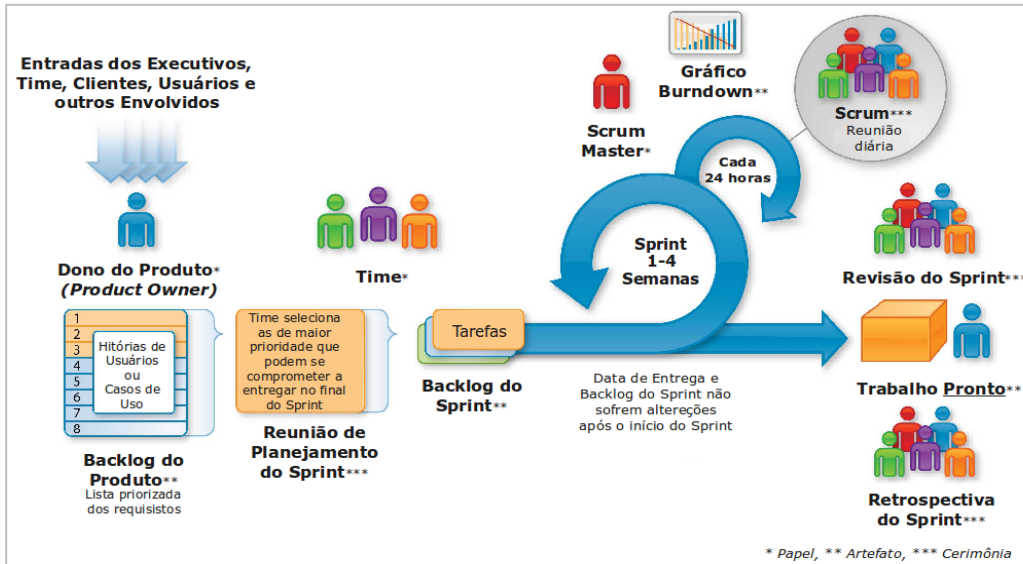 Entradas dos Executivos,
Time, Clientes, Usuários e
outros Envolvidos
Dono do Produto*
(Product Owner)
1
2
3
4
5
6
7
8
Hitórias de
Usuários
ou
Casos de
Uso
Backlog do
Produto**
Lista priorizada
dos requisistos
Time*
Time seleciona
as de maior
prioridade que
podem se
comprometer a
entregar no final
do Sprint
Reunião de
Planejamento
do Sprint***
Tarefas
Backlog do
Sprint**
Scrum
Master*
Gráfico
Burndown**
Cada
24 horas
Scrum***
Reunião
diária
Sprint
1-4
Semanas
Data de Entrega e
Backlog do Sprint não
sofrem altereções
após o início do Sprint
Revisão do Sprint***
Trabalho Pronto**
Retrospectiva
do Sprint***
* Papel, ** Artefato, *** Cerimônia